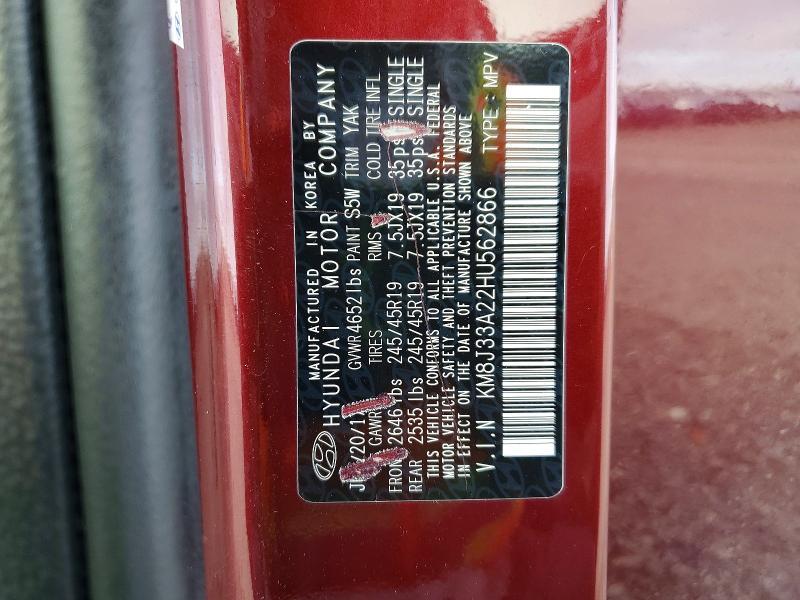 MANUFACTURED IN KOREA BY
HYUNDAI MOTOR COMPANY
/20/1 GVWR 4652 lbs PAINT S5W TRIM YAK
GAWR TIRES RIMS COLD TIRE INFL
FRONT 2646 lbs 245/45R19 7.5JX19 35psi SINGLE
REAR 2535 lbs 245/45R19 7.5JX19 35psi SINGLE
THIS VEHICLE CONFORMS TO ALL APPLICABLE U.S.A. FEDERAL
MOTOR VEHICLE SAFETY AND THEFT PREVENTION STANDARDS
IN EFFECT ON THE DATE OF MANUFACTURE SHOWN ABOVE
V.I.N KM8J33A22HU562866 TYPE: MPV